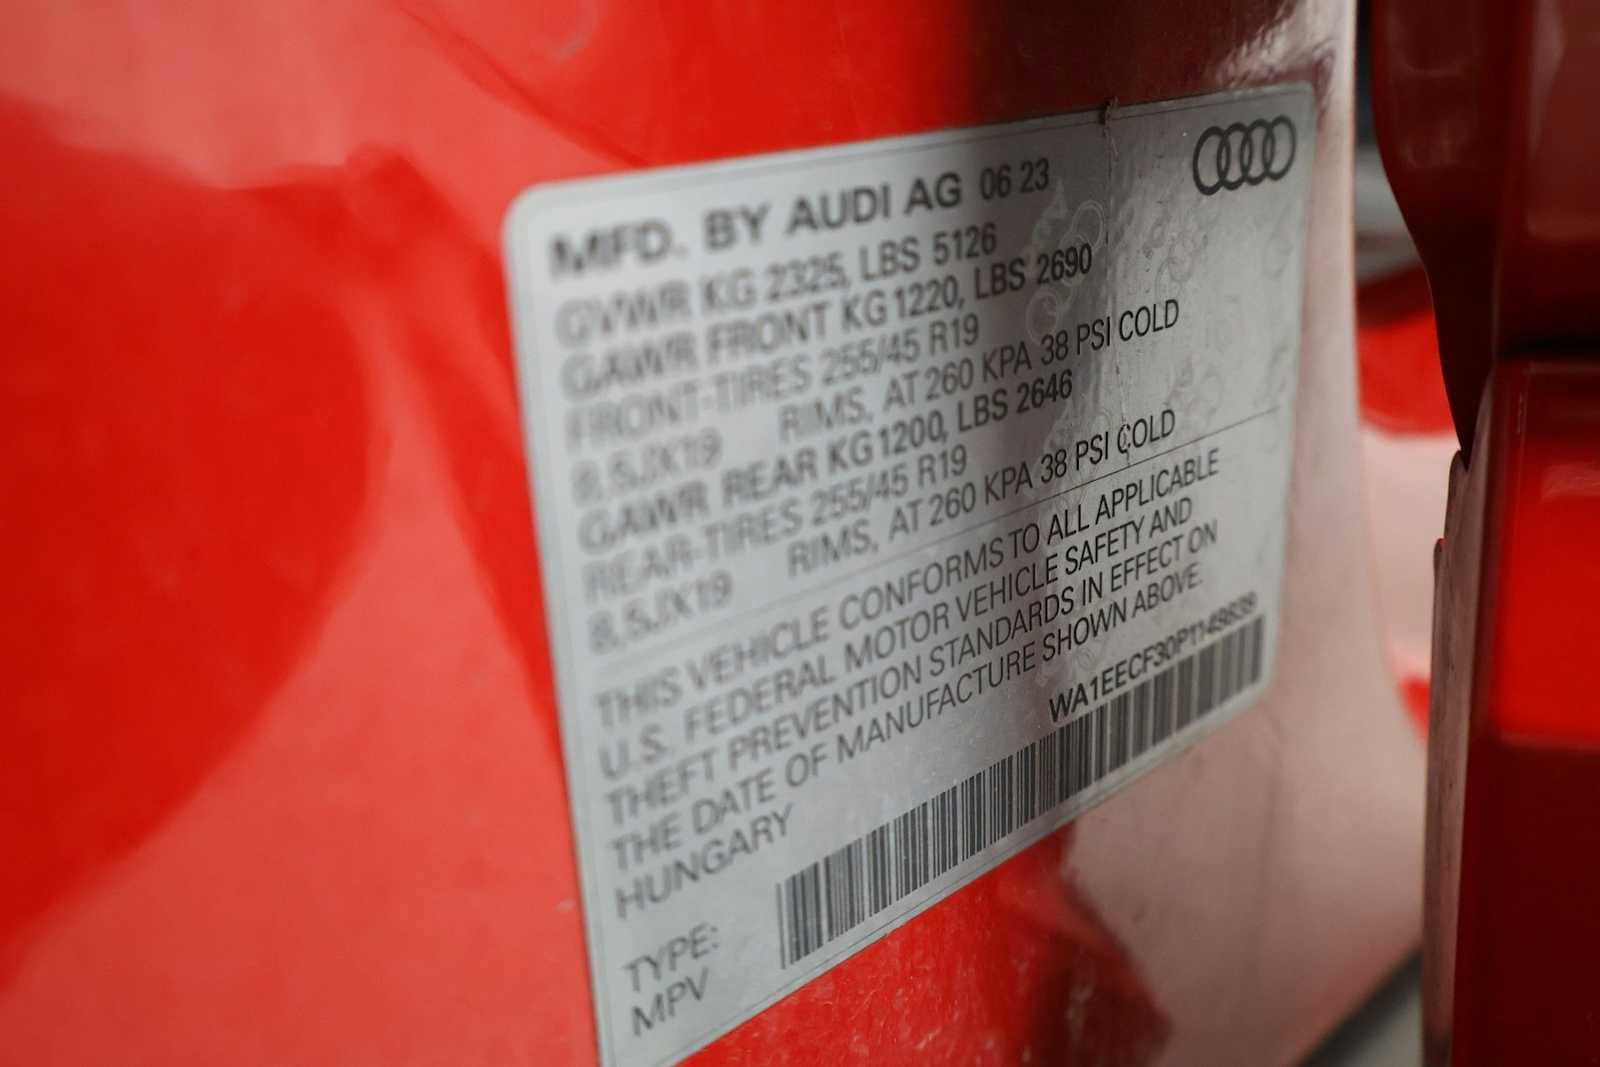 MFD. BY AUDI AG 06 23
GVWR KG 2325, LBS 5126
GAWR FRONT KG 1220, LBS 2690
FRONT-TIRES 255/45 R19
8,5JX19 RIMS, AT 260 KPA 38 PSI COLD
GAWR REAR KG 1200, LBS 2646
REAR-TIRES 255/45 R19
8,5JX19 RIMS, AT 260 KPA 38 PSI COLD
THIS VEHICLE CONFORMS TO ALL APPLICABLE
U.S. FEDERAL MOTOR VEHICLE SAFETY AND
THEFT PREVENTION STANDARDS IN EFFECT ON
THE DATE OF MANUFACTURE SHOWN ABOVE.
HUNGARY
WA1EECF30P1149839
TYPE:
MPV